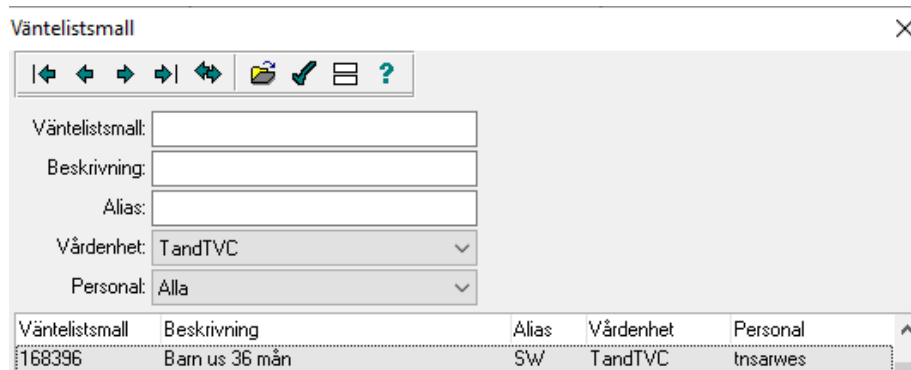 Väntelistsmall
Väntelistsmall:
Beskrivning:
Alias:
Vårdenhet: TandTVC
Personal: Alla
Väntelistsmall Beskrivning Alias Vårdenhet Personal
168396 Barn us 36 mån SW TandTVC tnsarwes